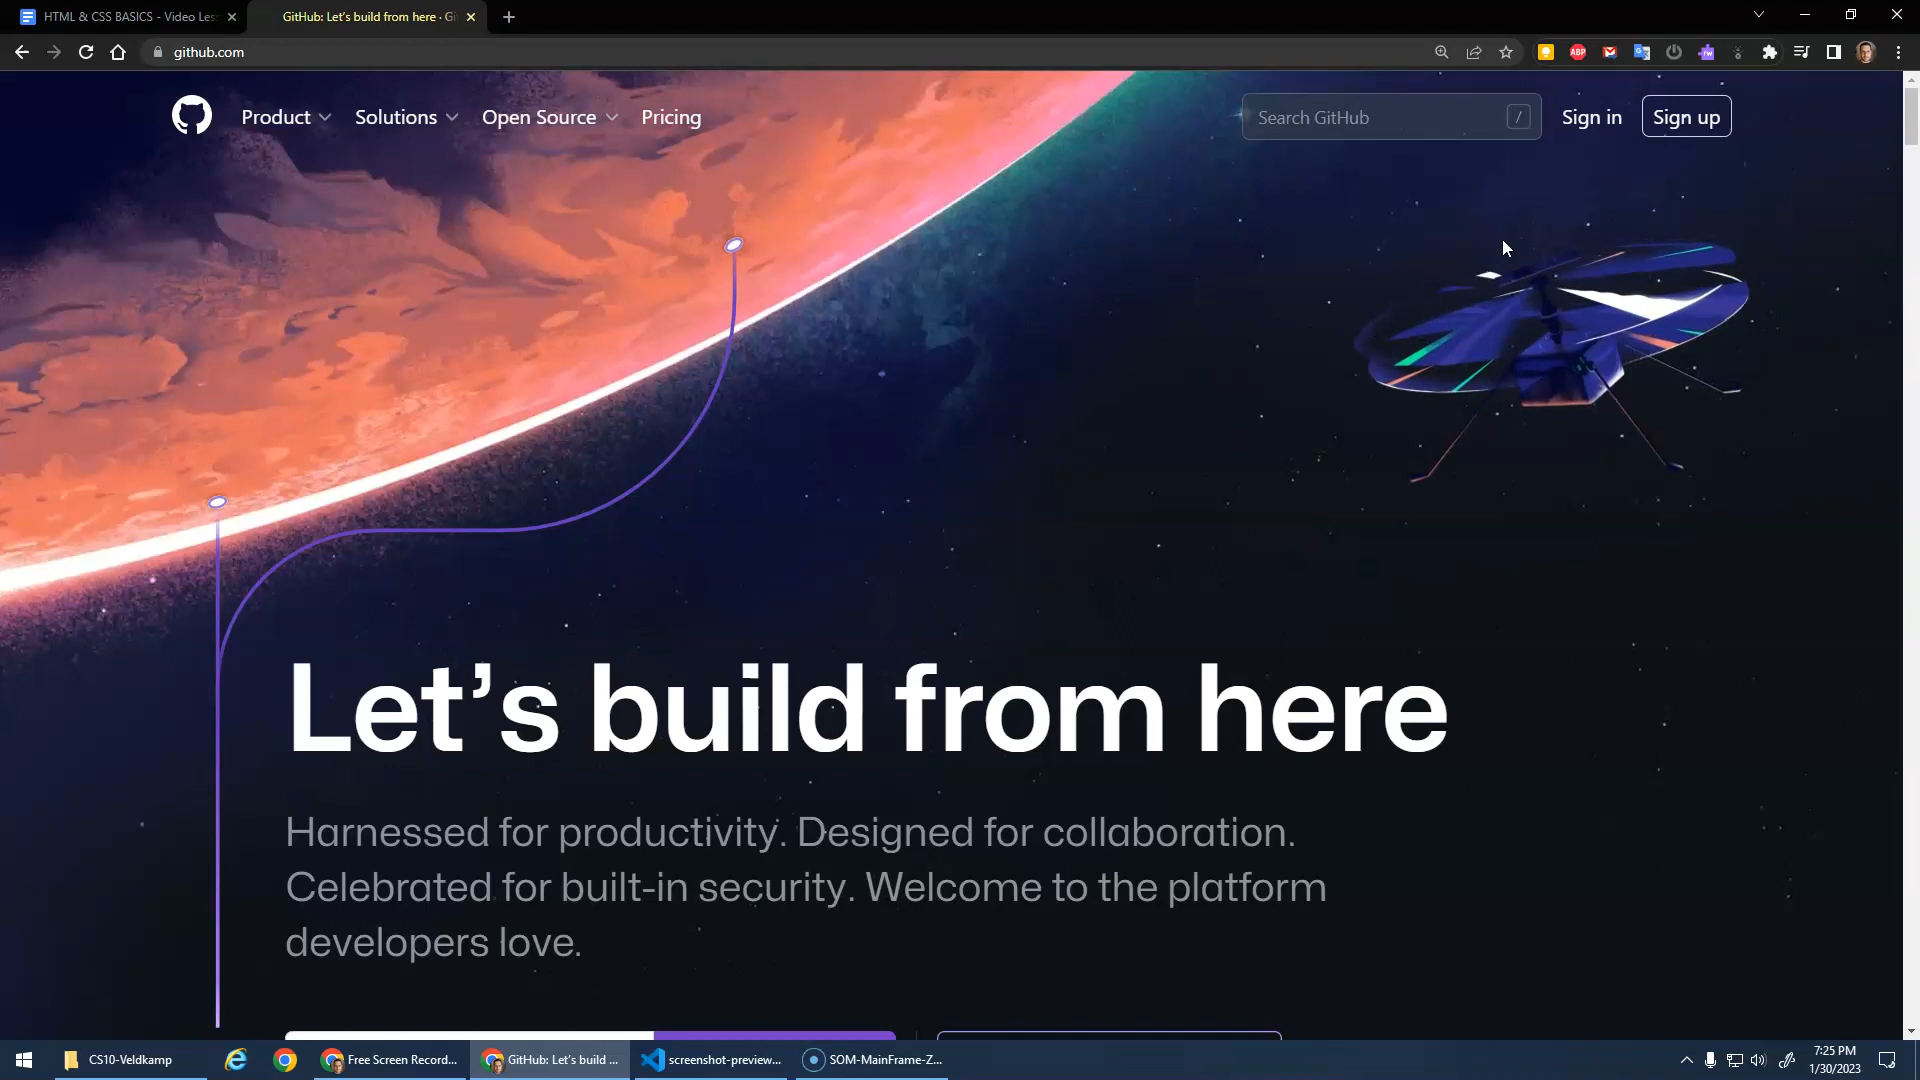 HTML & CSS BASICS - Video Les
GitHub: Let's build from here · Gi
github.com
ABP
Product
Solutions
Open Source
Pricing
Search GitHub
/
Sign in
Sign up
Let's build from here
Harnessed for productivity. Designed for collaboration.
Celebrated for built-in security. Welcome to the platform
developers love.
CS10-Veldkamp
Free Screen Record...
GitHub: Let's build ...
screenshot-preview...
SOM-MainFrame-Z...
7:25 PM
1/30/2023